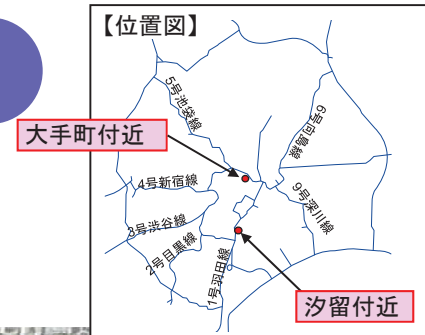 【位置図】
5号池袋線
6号向島線
大手町付近
4号新宿線
9号深川線
3号渋谷線
2号目黒線
1号羽田線
汐留付近